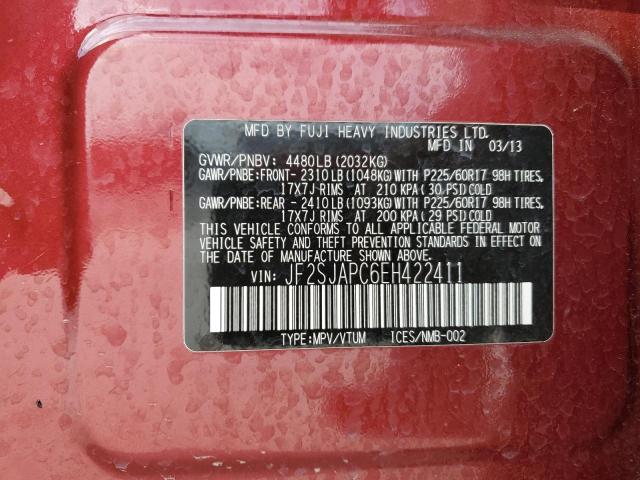 MFD BY FUJI HEAVY INDUSTRIES LTD.
MFD IN 03/13
GVWR/PNBV: 4480LB (2032KG)
GAWR/PNBE:FRONT- 2310LB (1048KG) WITH P225/60R17 98H TIRES,
17X7J RIMS AT 210 KPA (30 PSI) COLD
GAWR/PNBE:REAR - 2410LB (1093KG) WITH P225/60R17 98H TIRES,
17X7J RIMS AT 200 KPA (29 PSI) COLD
THIS VEHICLE CONFORMS TO ALL APPLICABLE FEDERAL MOTOR
VEHICLE SAFETY AND THEFT PREVENTION STANDARDS IN EFFECT ON
THE DATE OF MANUFACTURE SHOWN ABOVE.
VIN: JF2SJAPC6EH422411
TYPE:MPV/VTUM ICES/NMB-002